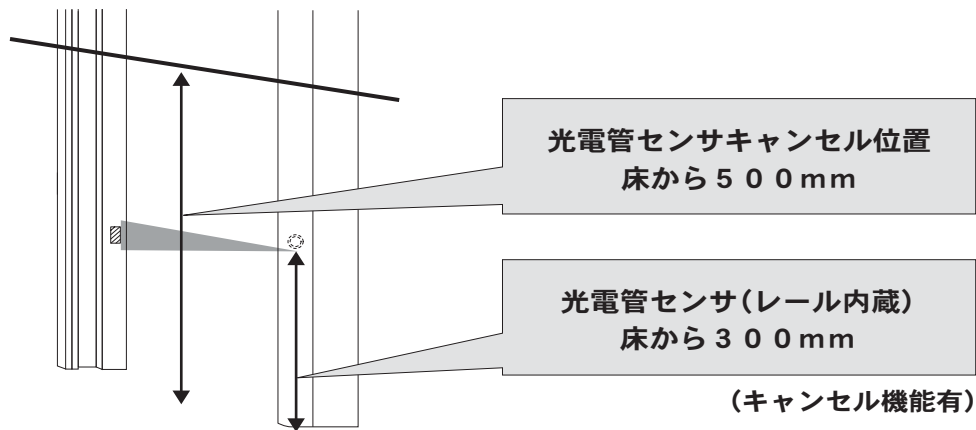 光電管センサキャンセル位置
床から５００mm
光電管センサ（レール内蔵）
床から３００mm
（キャンセル機能有）